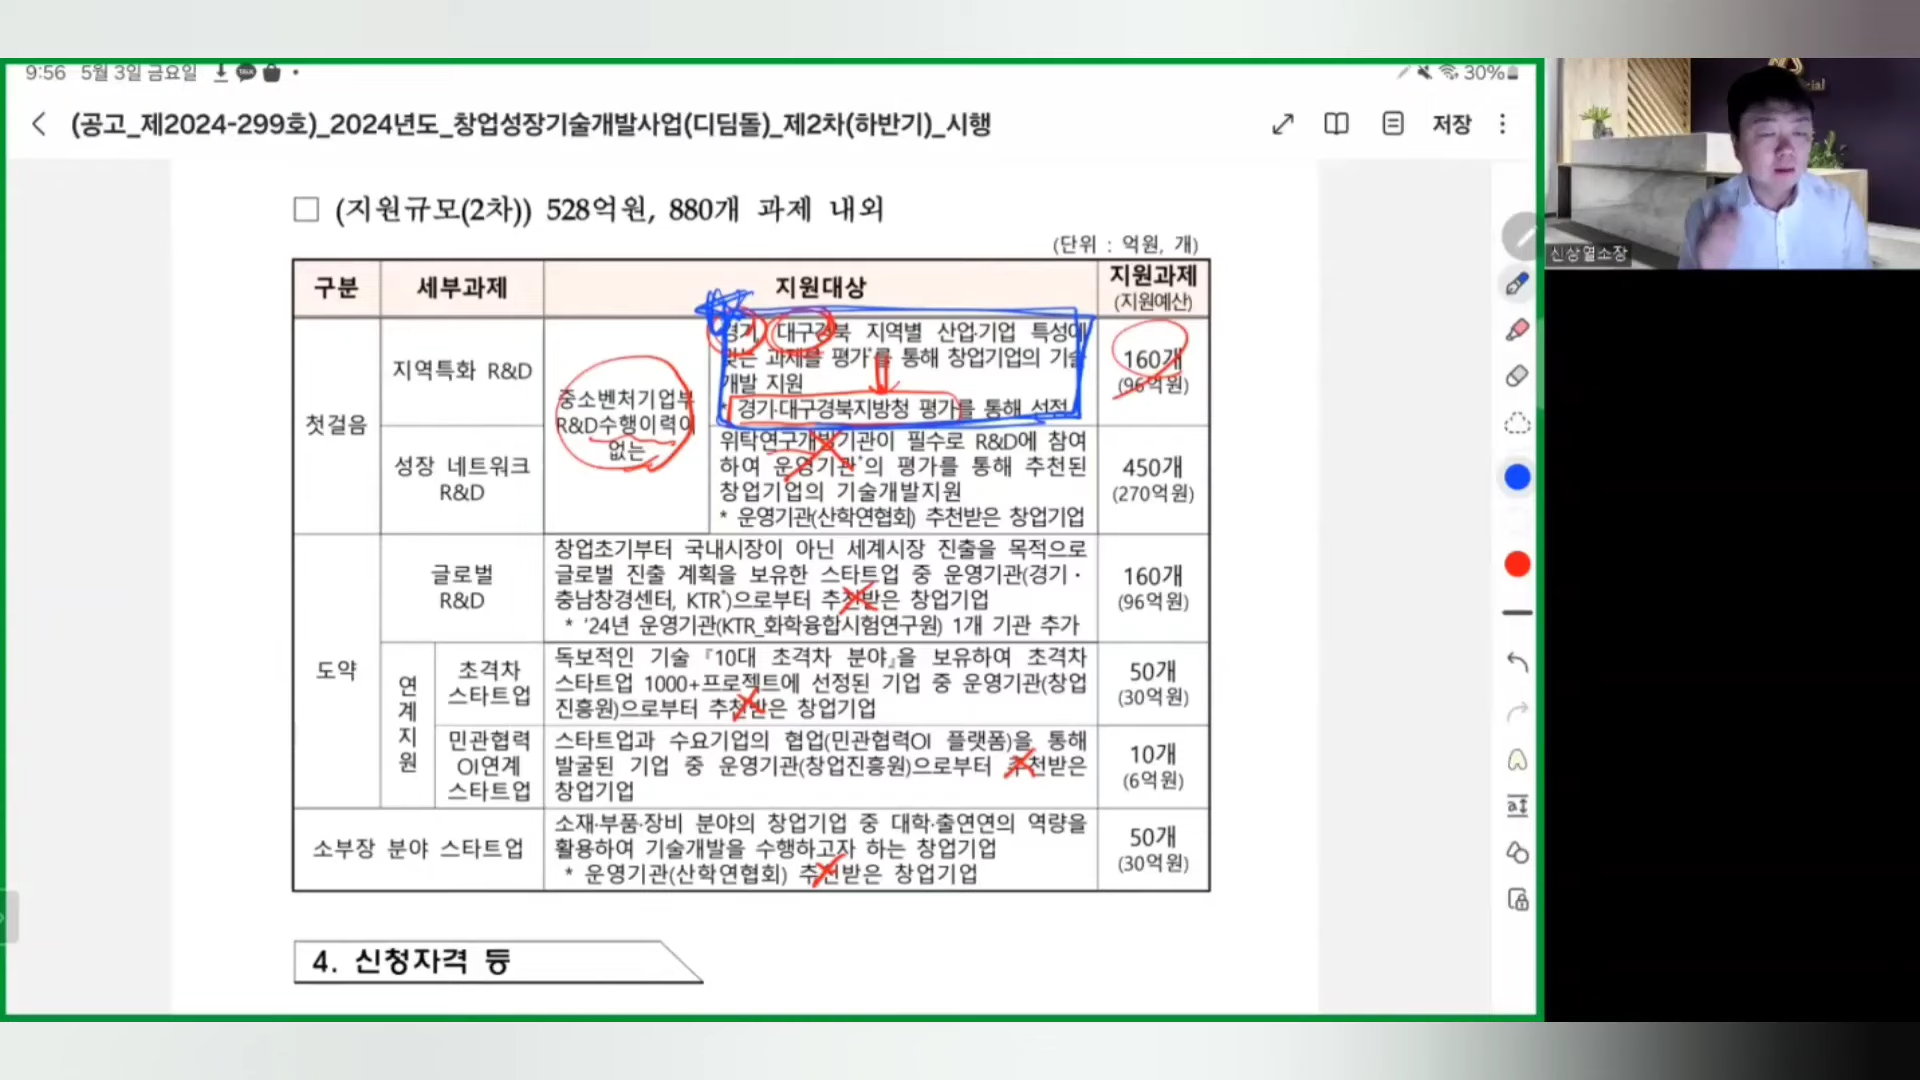 9:56 5월 3일 금요일
30%
(공고_제2024-299호)_2024년도_창업성장기술개발사업(디딤돌)_제2차(하반기)_시행
저장
□ (지원규모(2차)) 528억원, 880개 과제 내외
(단위 : 억원, 개)
구분 세부과제 지원대상 지원과제
(지원예산)
첫걸음
지역특화 R&D
중소벤처기업부
R&D수행이력이
없는
경기, 대구경북 지역별 산업·기업 특성에
맞는 과제를 평가*를 통해 창업기업의 기술
개발 지원
* 경기·대구경북지방청 평가를 통해 선정
160개
(96억원)
성장 네트워크
R&D
위탁연구개발기관이 필수로 R&D에 참여
하여 운영기관*의 평가를 통해 추천된
창업기업의 기술개발지원
* 운영기관(산학연협회) 추천받은 창업기업
450개
(270억원)
도약
글로벌
R&D
창업초기부터 국내시장이 아닌 세계시장 진출을 목적으로
글로벌 진출 계획을 보유한 스타트업 중 운영기관(경기·
충남창경센터, KTR*)으로부터 추천받은 창업기업
* '24년 운영기관(KTR_화학융합시험연구원) 1개 기관 추가
160개
(96억원)
연
계
지
원
초격차
스타트업
독보적인 기술 『10대 초격차 분야』을 보유하여 초격차
스타트업 1000+프로젝트에 선정된 기업 중 운영기관(창업
진흥원)으로부터 추천받은 창업기업
50개
(30억원)
민관협력
OI연계
스타트업
스타트업과 수요기업의 협업(민관협력OI 플랫폼)을 통해
발굴된 기업 중 운영기관(창업진흥원)으로부터 추천받은
창업기업
10개
(6억원)
소부장 분야 스타트업
소재·부품·장비 분야의 창업기업 중 대학·출연연의 역량을
활용하여 기술개발을 수행하고자 하는 창업기업
* 운영기관(산학연협회) 추천받은 창업기업
50개
(30억원)
4. 신청자격 등
신상열소장